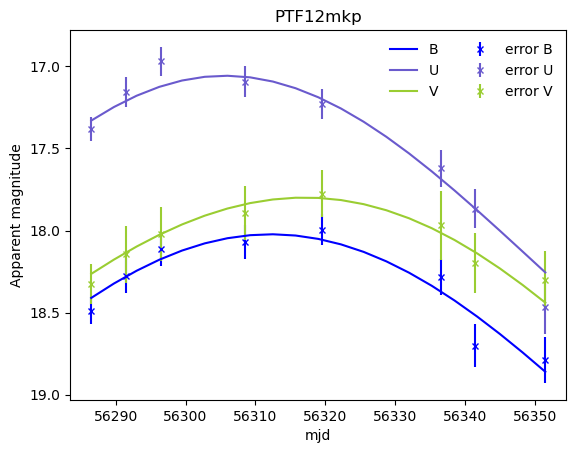 PTF12mkp
17.0
17.5
18.0
18.5
19.0
Apparent magnitude
B
U
V
error B
error U
error V
56290
56300
56310
56320
56330
56340
56350
mjd